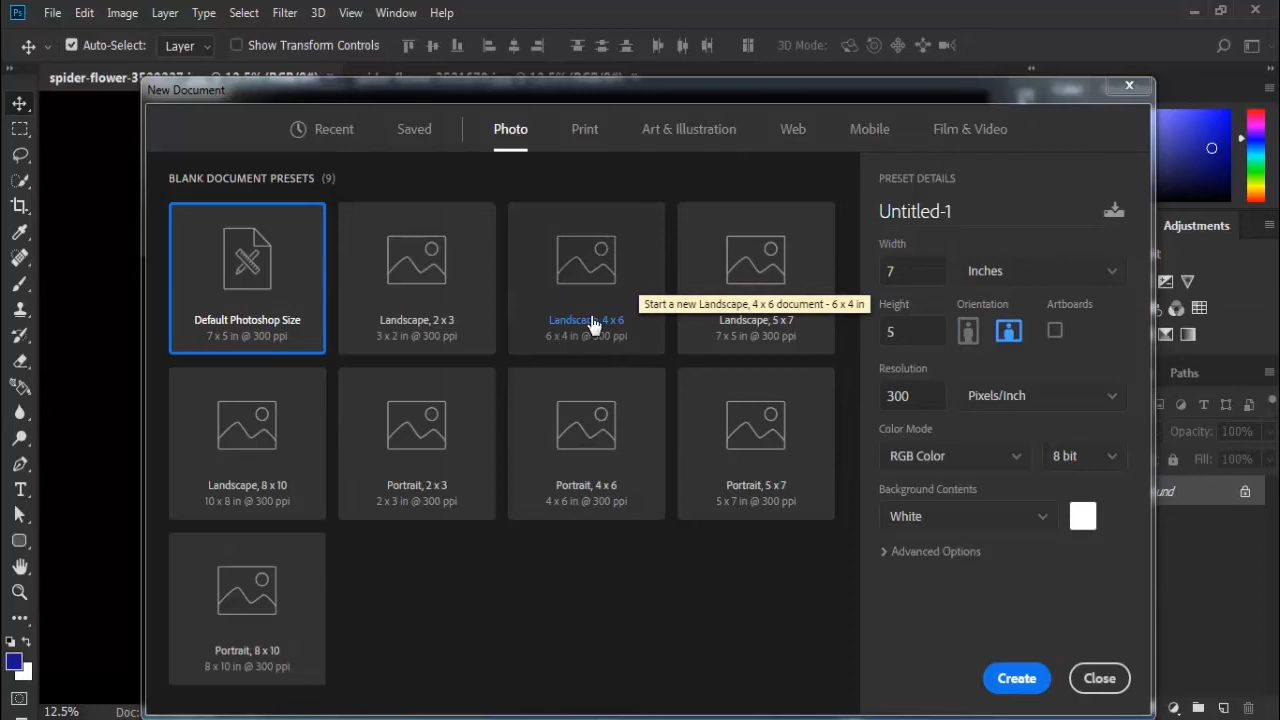 Ps File Edit Image Layer Type Select Filter 3D View Window Help
Auto-Select: Layer Show Transform Controls 3D Mode:
New Document
Recent Saved Photo Print Art & Illustration Web Mobile Film & Video
BLANK DOCUMENT PRESETS (9)
Default Photoshop Size
7 x 5 in @ 300 ppi
Landscape, 2 x 3
3 x 2 in @ 300 ppi
Landscape, 4 x 6
6 x 4 in @ 300 ppi
Start a new Landscape, 4 x 6 document - 6 x 4 in
Landscape, 5 x 7
7 x 5 in @ 300 ppi
Landscape, 8 x 10
10 x 8 in @ 300 ppi
Portrait, 2 x 3
2 x 3 in @ 300 ppi
Portrait, 4 x 6
4 x 6 in @ 300 ppi
Portrait, 5 x 7
5 x 7 in @ 300 ppi
Portrait, 8 x 10
8 x 10 in @ 300 ppi
PRESET DETAILS
Untitled-1
Width
7 Inches
Height Orientation Artboards
5
Resolution
300 Pixels/Inch
Color Mode
RGB Color 8 bit
Background Contents
White
Advanced Options
Create Close
Adjustments
Paths
Opacity: 100%
Fill: 100%
12.5% Doc: